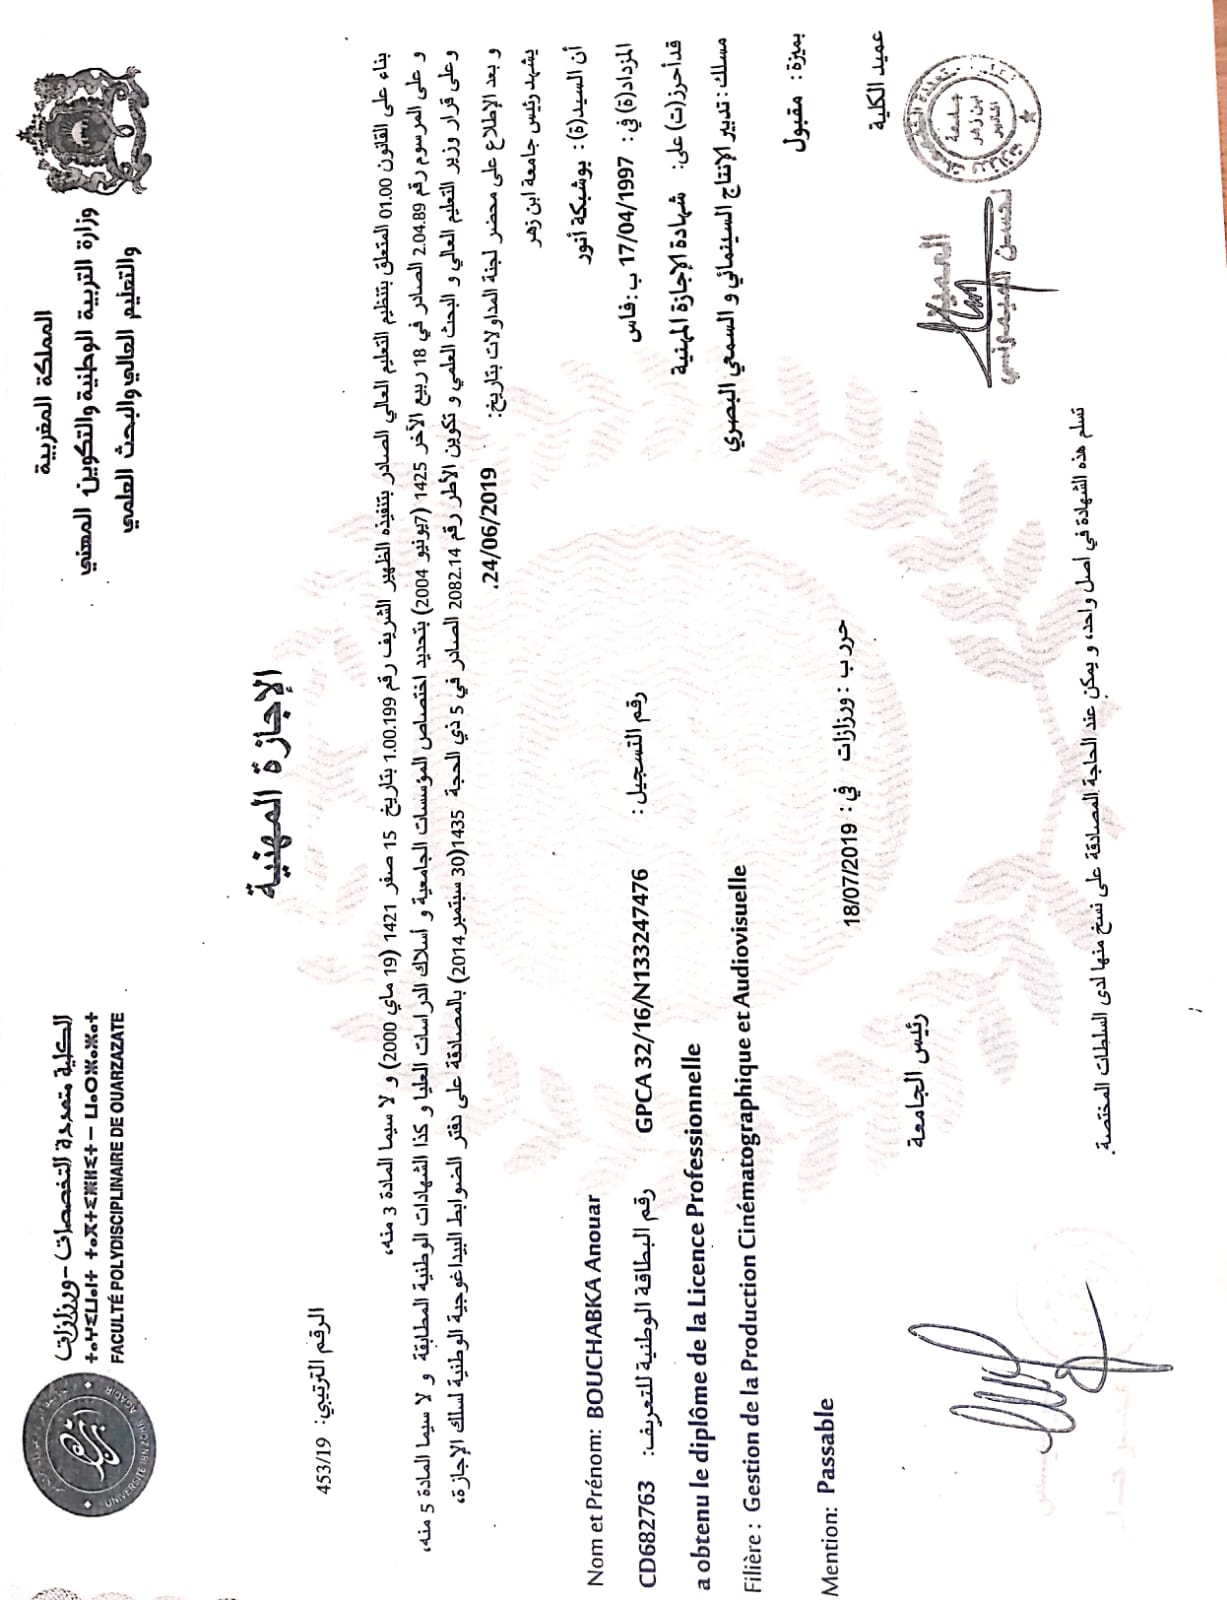 المملكة المغربية
وزارة التربية الوطنية والتكوين المهني
والتعليم العالي والبحث العلمي
الكلية متعددة التخصصات - ورزازات
ⵜⴰⵖⵉⵡⴰⵏⵜ ⵜⴰⴳⵜⵉⵣⵍⵉⵜ – ⵡⴰⵔⵣⴰⵣⴰⵜ
FACULTÉ POLYDISCIPLINAIRE DE OUARZAZATE
UNIVERSITÉ IBN ZOHR AGADIR
الإجازة المهنية
الرقم الترتيبي: 453/19
بناء على القانون 01.00 المتعلق بتنظيم التعليم العالي الصادر بتنفيذه الظهير الشريف رقم 1.00.199 بتاريخ 15 صفر 1421 (19 ماي 2000) و لا سيما المادة 3 منه،
و على المرسوم رقم 2.04.89 الصادر في 18 ربيع الآخر 1425 (7يونيو 2004) بتحديد اختصاص المؤسسات الجامعية و أسلاك الدراسات العليا و كذا الشهادات الوطنية المطابقة و لا سيما المادة 5 منه،
وعلى قرار وزير التعليم العالي و البحث العلمي و تكوين الأطر رقم 2082.14 الصادر في 5 ذي الحجة 1435(30 سبتمبر 2014) بالمصادقة على دفتر الضوابط البيداغوجية الوطنية لسلك الإجازة،
و بعد الإطلاع على محضر لجنة المداولات بتاريخ: 24/06/2019.
يشهد رئيس جامعة ابن زهر
أن السيد(ة): بوشبكة أنور
Nom et Prénom: BOUCHABKA Anouar
المزداد(ة) في: 17/04/1997 ب: فاس
رقم التسجيل: GPCA 32/16/N133247476
رقم البطاقة الوطنية للتعريف: CD682763
قد أحرز(ت) على: شهادة الإجازة المهنية
a obtenu le diplôme de la Licence Professionnelle
مسلك: تدبير الإنتاج السينمائي و السمعي البصري
Filière : Gestion de la Production Cinématographique et Audiovisuelle
بميزة: مقبول
Mention: Passable
حرر ب: ورزازات في: 18/07/2019
عميد الكلية
رئيس الجامعة
جامعة
ابن زهر
اكادير
العميد
لحسن الميموني
تسلم هذه الشهادة في أصل واحد، و يمكن عند الحاجة المصادقة على نسخ منها لدى السلطات المختصة.